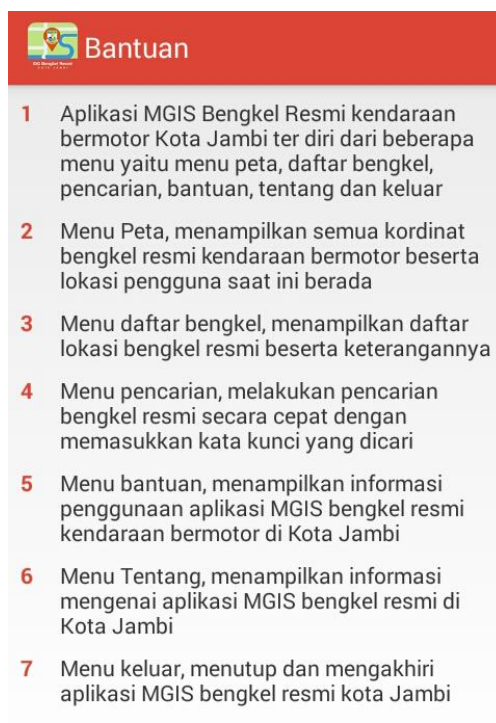 Bantuan
1 Aplikasi MGIS Bengkel Resmi kendaraan
bermotor Kota Jambi ter diri dari beberapa
menu yaitu menu peta, daftar bengkel,
pencarian, bantuan, tentang dan keluar
2 Menu Peta, menampilkan semua kordinat
bengkel resmi kendaraan bermotor beserta
lokasi pengguna saat ini berada
3 Menu daftar bengkel, menampilkan daftar
lokasi bengkel resmi beserta keterangannya
4 Menu pencarian, melakukan pencarian
bengkel resmi secara cepat dengan
memasukkan kata kunci yang dicari
5 Menu bantuan, menampilkan informasi
penggunaan aplikasi MGIS bengkel resmi
kendaraan bermotor di Kota Jambi
6 Menu Tentang, menampilkan informasi
mengenai aplikasi MGIS bengkel resmi di
Kota Jambi
7 Menu keluar, menutup dan mengakhiri
aplikasi MGIS bengkel resmi kota Jambi